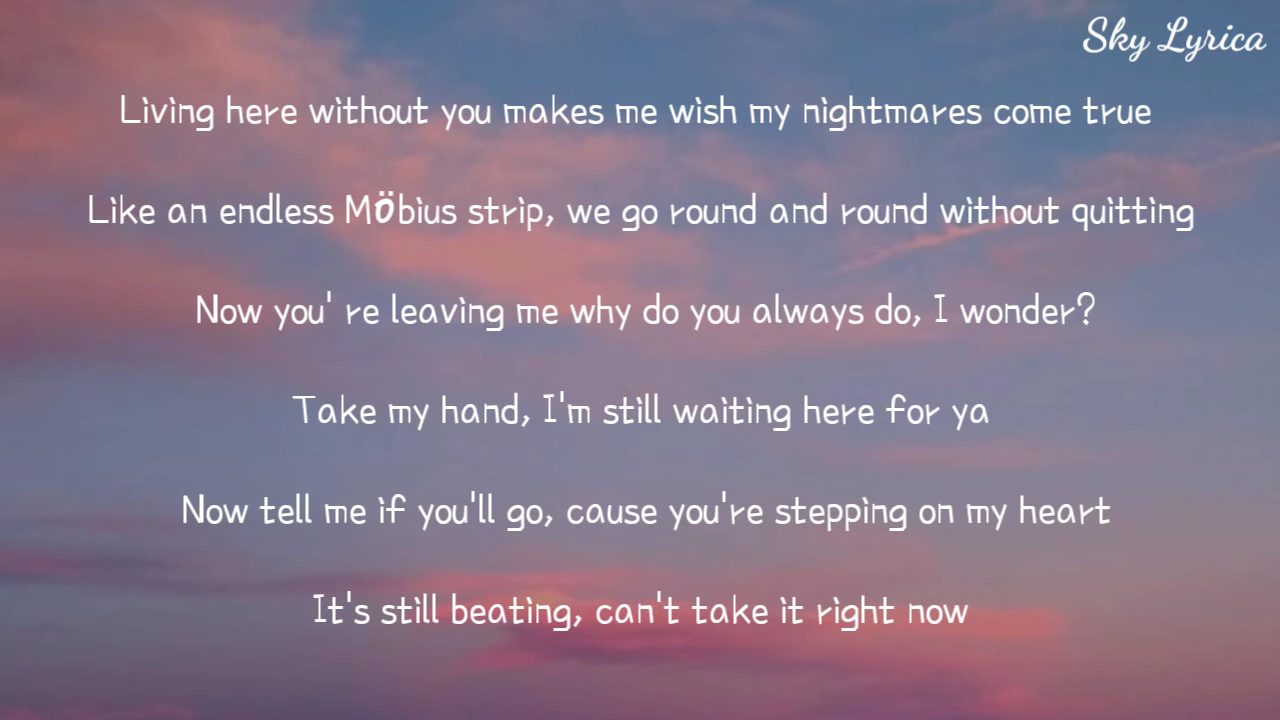 Sky Lyrica
Living here without you makes me wish my nightmares come true
Like an endless Möbius strip, we go round and round without quitting
Now you' re leaving me why do you always do, I wonder?
Take my hand, I'm still waiting here for ya
Now tell me if you'll go, cause you're stepping on my heart
It's still beating, can't take it right now